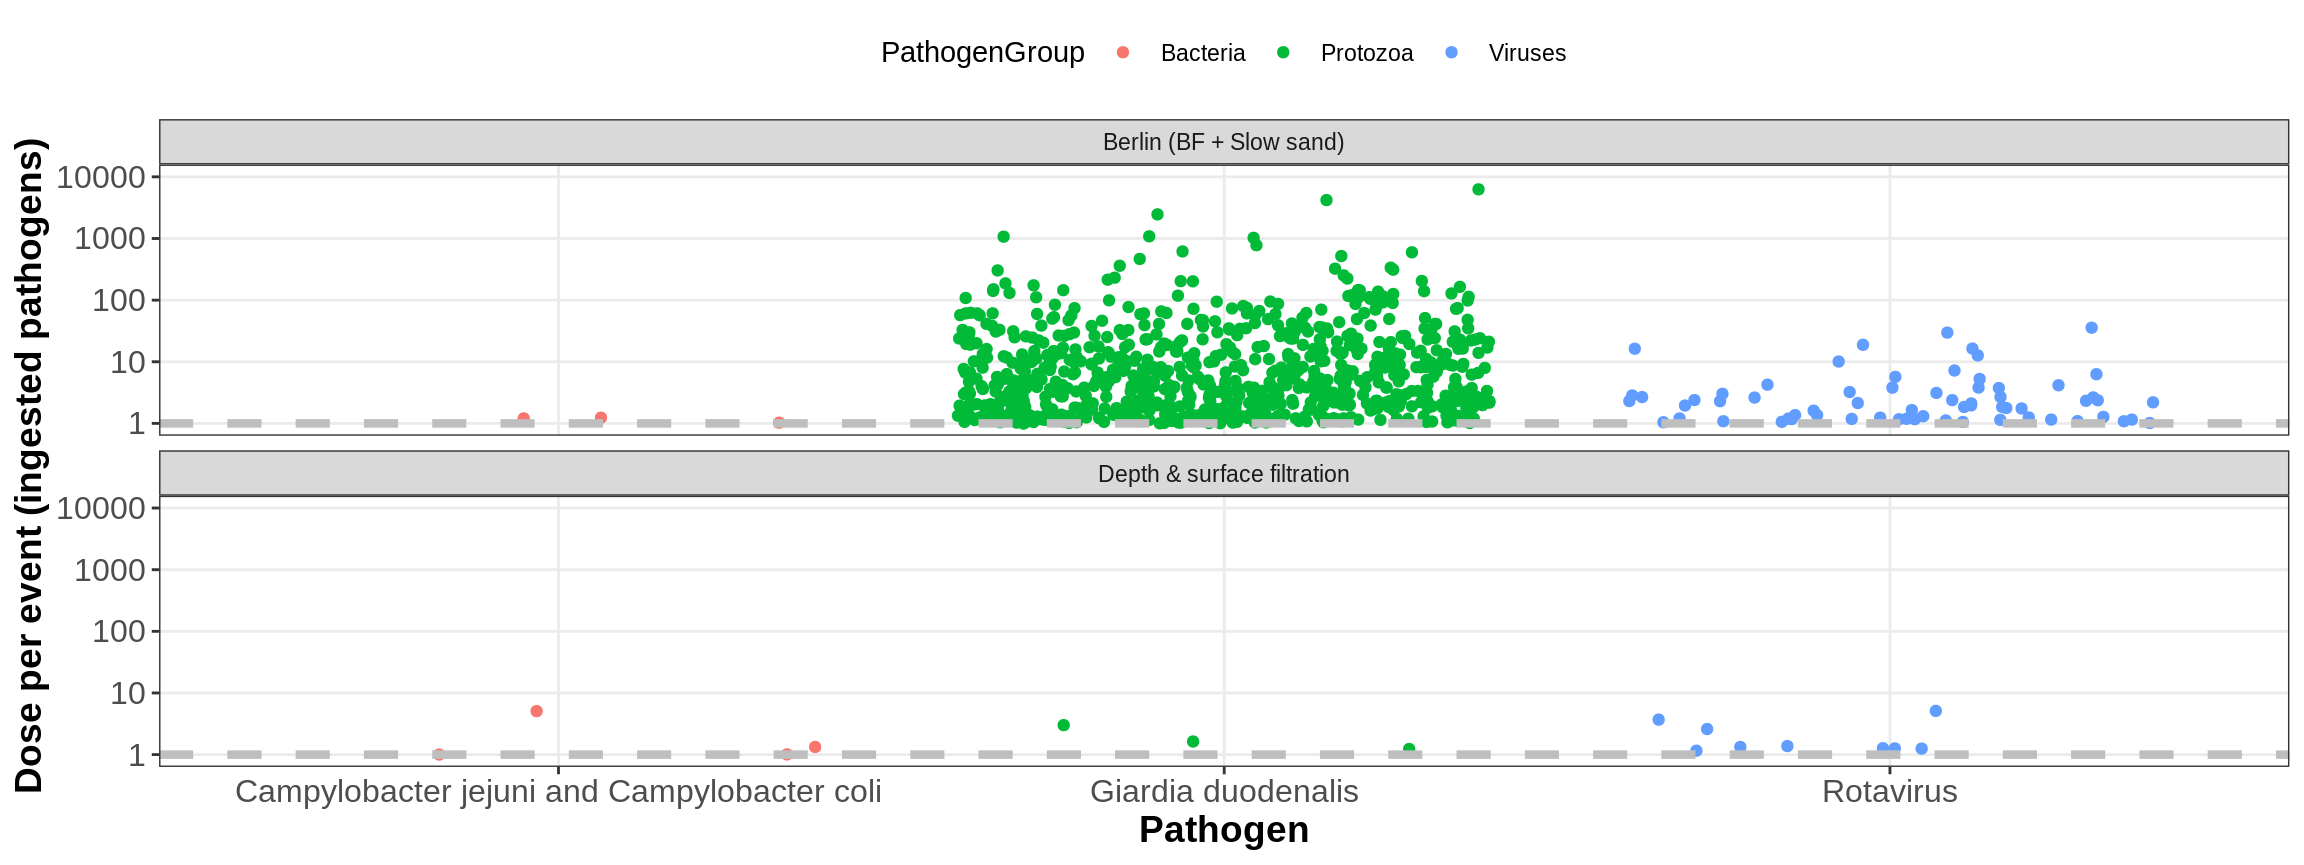 PathogenGroup Bacteria Protozoa Viruses
Dose per event (ingested pathogens)
Berlin (BF + Slow sand)
10000
1000
100
10
1
Depth & surface filtration
10000
1000
100
10
1
Campylobacter jejuni and Campylobacter coli Giardia duodenalis Rotavirus
Pathogen